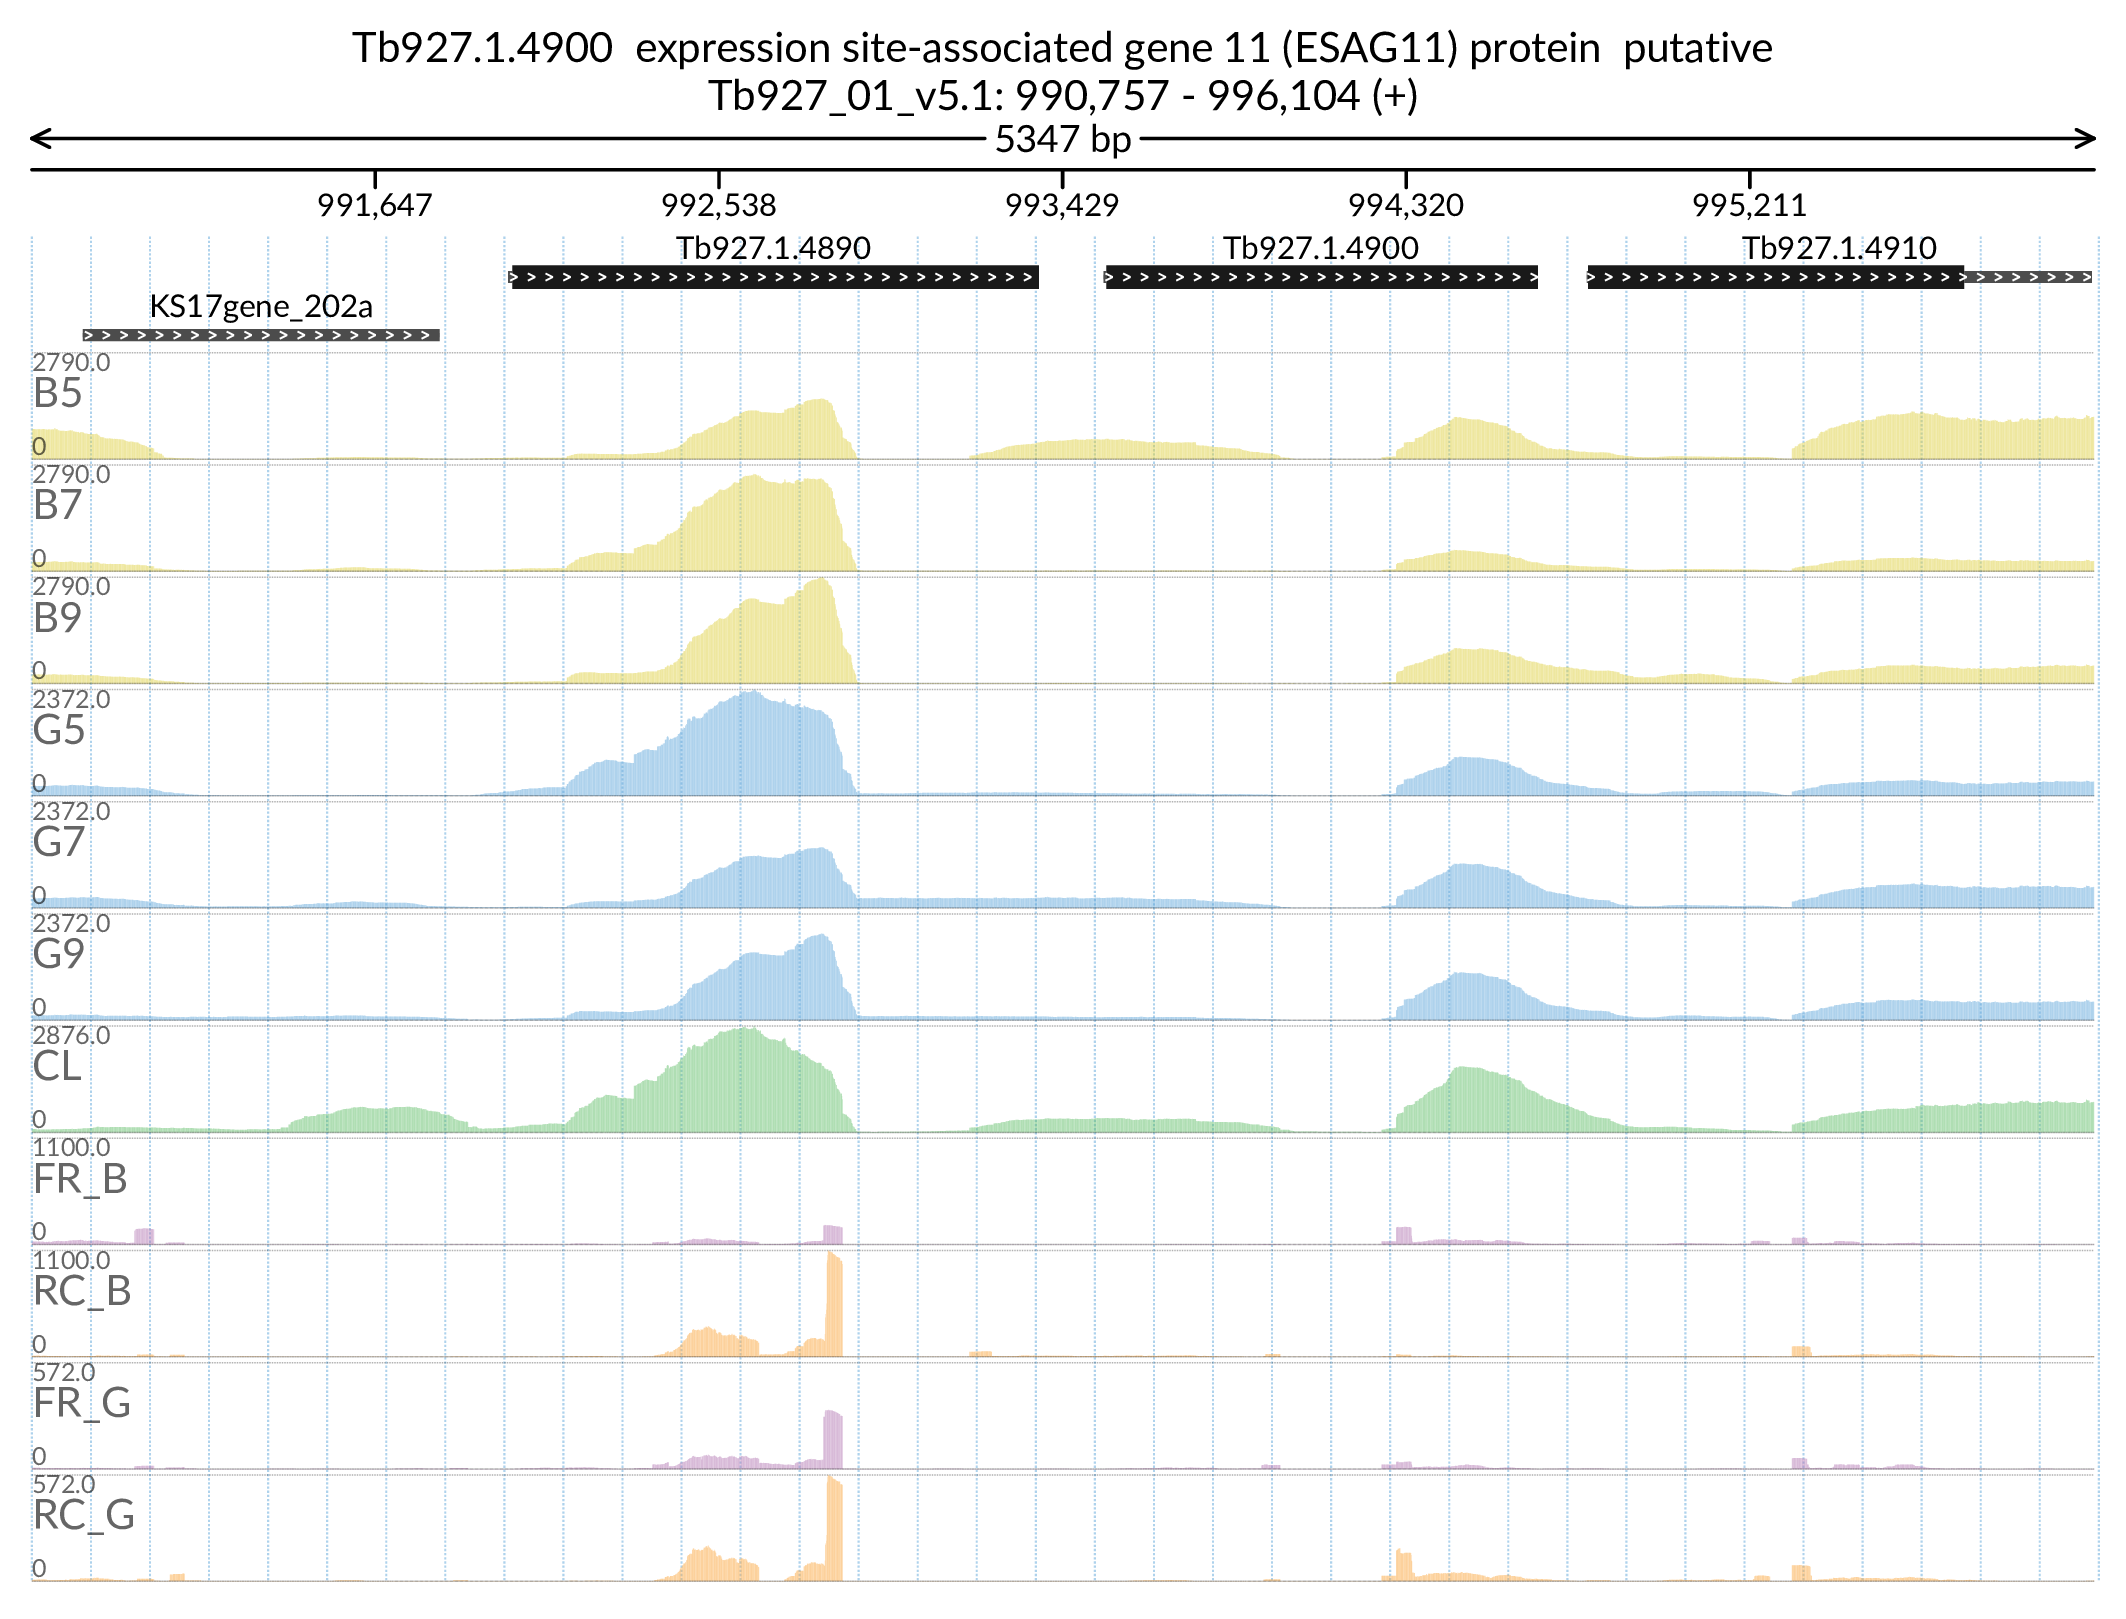 Tb927.1.4900  expression site-associated gene 11 (ESAG11) protein  putative
Tb927_01_v5.1: 990,757 - 996,104 (+)
5347 bp
991,647 992,538 993,429 994,320 995,211
Tb927.1.4890 Tb927.1.4900 Tb927.1.4910
KS17gene_202a
2790.0
B5
0
2790.0
B7
0
2790.0
B9
0
2372.0
G5
0
2372.0
G7
0
2372.0
G9
0
2876.0
CL
0
1100.0
FR_B
0
1100.0
RC_B
0
572.0
FR_G
0
572.0
RC_G
0